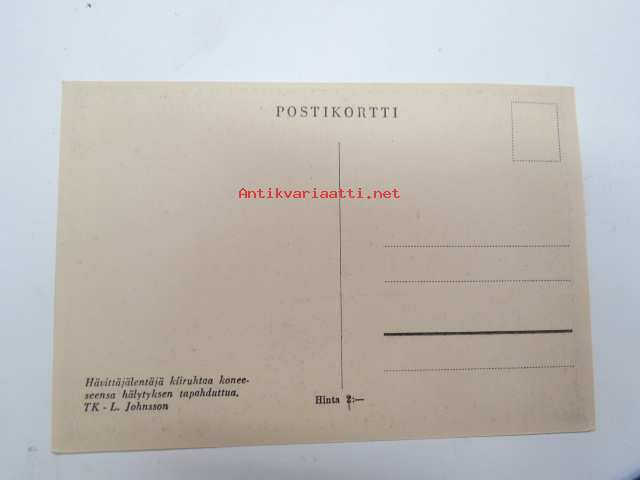 POSTIKORTTI
Antikvariaatti.net
Hävittäjälentäjä kiiruhtaa konee-
seensa hälytyksen tapahduttua.
TK - L. Johnsson
Hinta 2:—